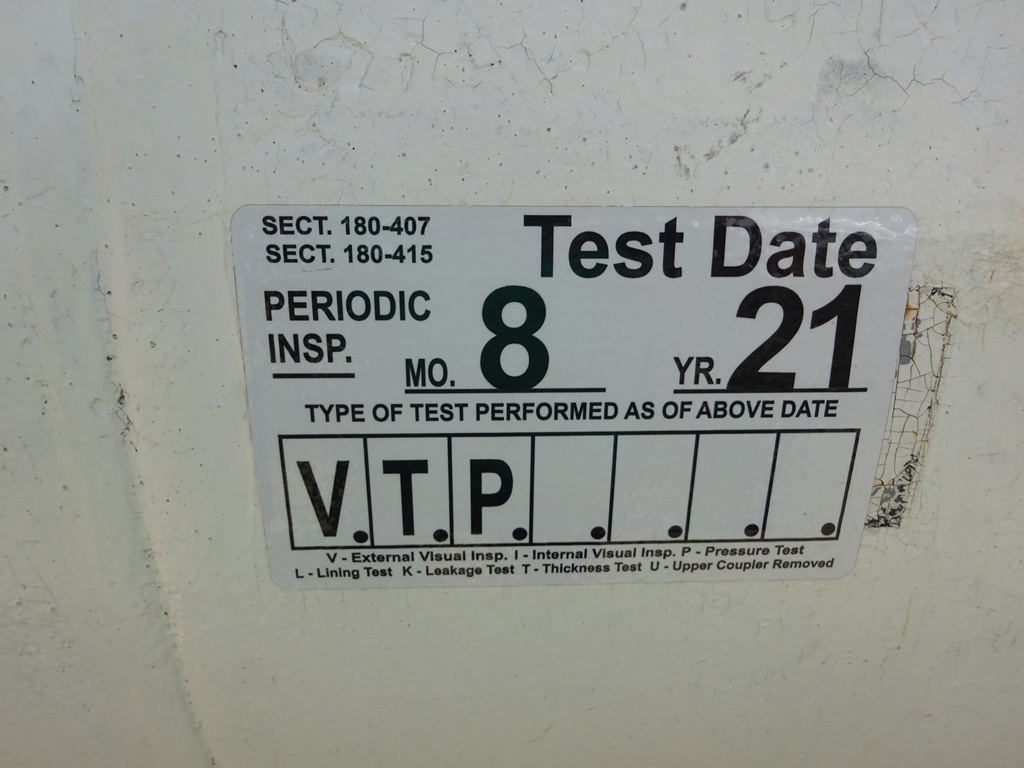 SECT. 180-407
SECT. 180-415
Test Date
PERIODIC
INSP.
MO. 8 YR. 21
TYPE OF TEST PERFORMED AS OF ABOVE DATE
V. T. P. . . . .
V - External Visual Insp. I - Internal Visual Insp. P - Pressure Test
L - Lining Test K - Leakage Test T - Thickness Test U - Upper Coupler Removed